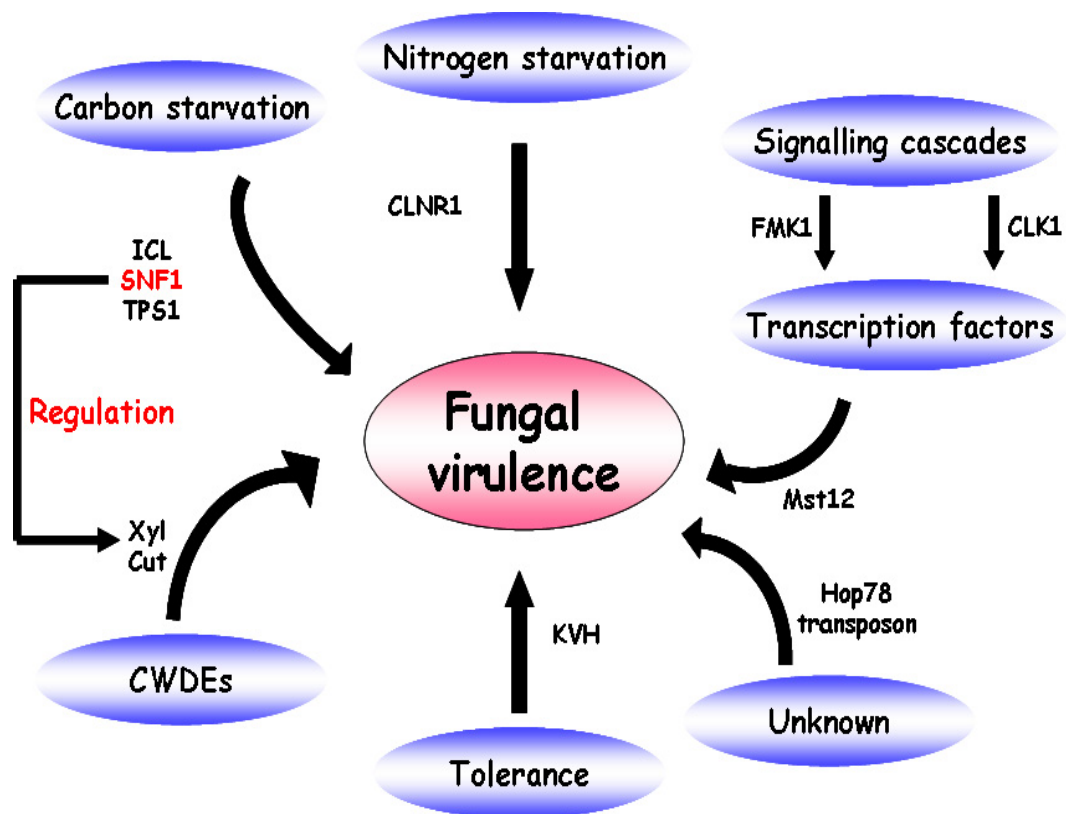 Nitrogen starvation
Carbon starvation
Signalling cascades
CLNR1
FMK1
CLK1
ICL
SNF1
TPS1
Transcription factors
Regulation
Fungal
virulence
Mst12
Xyl
Cut
Hop78
transposon
KVH
CWDEs
Unknown
Tolerance